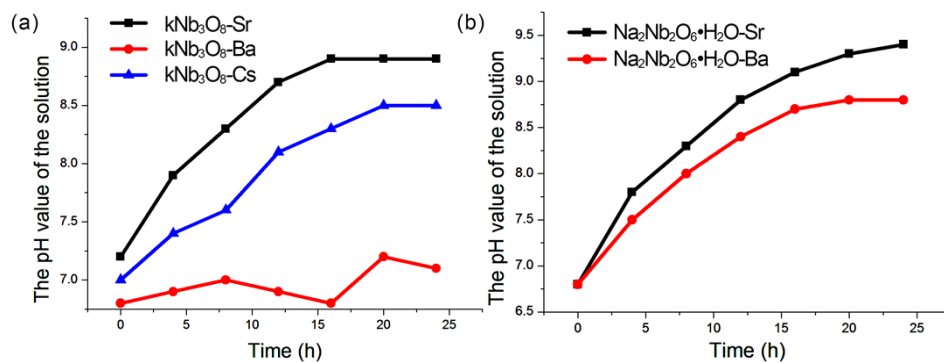 (a)
kNb₃O₈-Sr
kNb₃O₈-Ba
kNb₃O₈-Cs
The pH value of the solution
9.0
8.5
8.0
7.5
7.0
0 5 10 15 20 25
Time (h)
(b)
Na₂Nb₂O₆•H₂O-Sr
Na₂Nb₂O₆•H₂O-Ba
The pH value of the solution
9.5
9.0
8.5
8.0
7.5
7.0
6.5
0 5 10 15 20 25
Time (h)